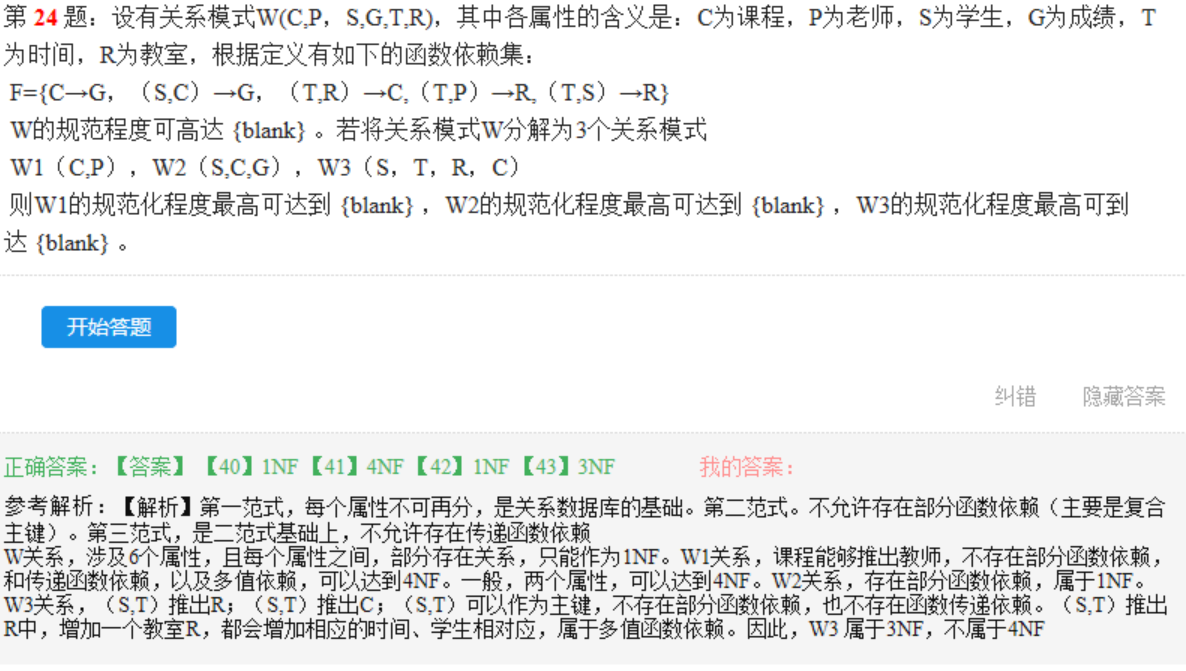 第 24 题：设有关系模式W(C,P，S,G,T,R)，其中各属性的含义是：C为课程，P为老师，S为学生，G为成绩，T
为时间，R为教室，根据定义有如下的函数依赖集：
F={C→G，（S,C）→G，（T,R）→C,（T,P）→R,（T,S）→R}
W的规范程度可高达 {blank} 。若将关系模式W分解为3个关系模式
W1（C,P），W2（S,C,G），W3（S，T，R，C）
则W1的规范化程度最高可达到 {blank} ，W2的规范化程度最高可达到 {blank} ，W3的规范化程度最高可到
达 {blank} 。
开始答题
纠错 隐藏答案
正确答案：【答案】【40】1NF【41】4NF【42】1NF【43】3NF 我的答案：
参考解析：【解析】第一范式，每个属性不可再分，是关系数据库的基础。第二范式。不允许存在部分函数依赖（主要是复合
主键）。第三范式，是二范式基础上，不允许存在传递函数依赖
W关系，涉及6个属性，且每个属性之间，部分存在关系，只能作为1NF。W1关系，课程能够推出教师，不存在部分函数依赖，
和传递函数依赖，以及多值依赖，可以达到4NF。一般，两个属性，可以达到4NF。W2关系，存在部分函数依赖，属于1NF。
W3关系，（S,T）推出R；（S,T）推出C；（S,T）可以作为主键，不存在部分函数依赖，也不存在函数传递依赖。（S,T）推出
R中，增加一个教室R，都会增加相应的时间、学生相对应，属于多值函数依赖。因此，W3 属于3NF，不属于4NF